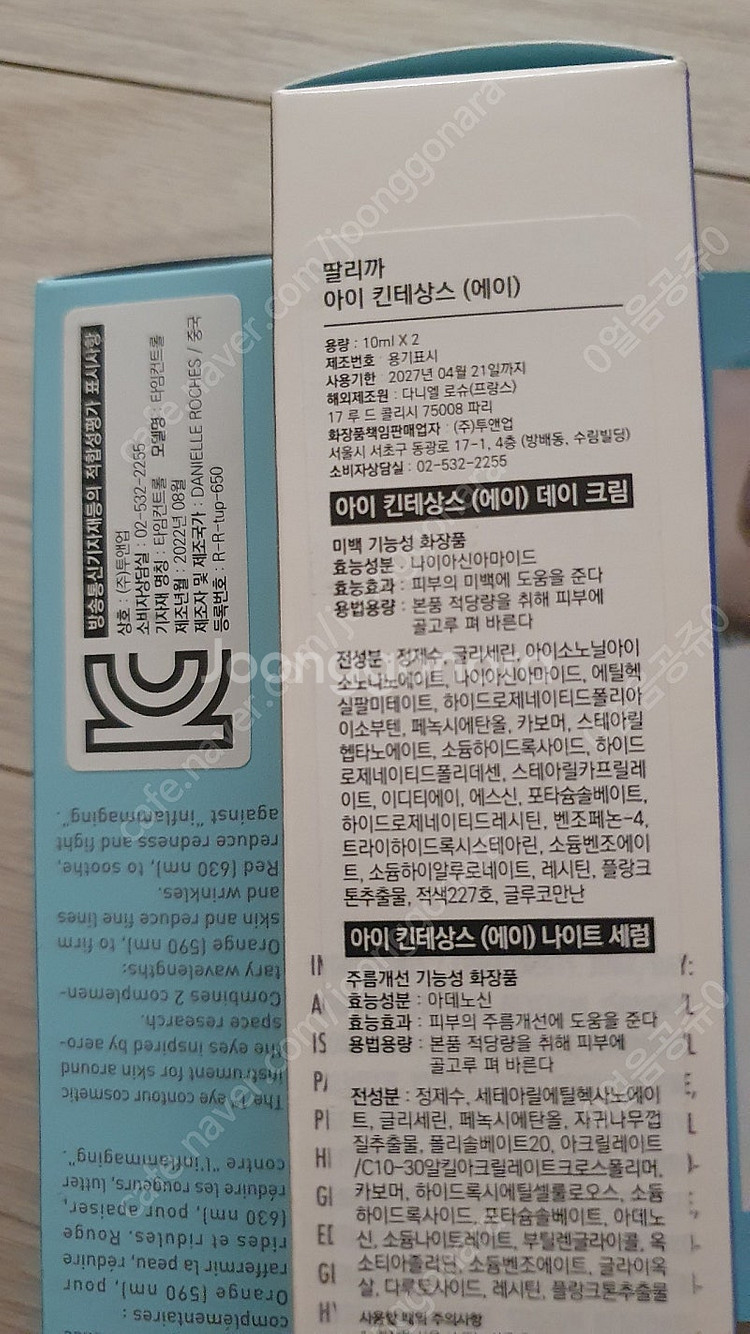 딸리까
아이 킨테상스 (에이)
용량 : 10ml X 2
제조번호 : 용기표시
사용기한 : 2027년 04월 21일까지
해외제조원 : 다니엘 로슈(프랑스)
17 루 드 콜리시 75008 파리
화장품책임판매업자 : (주)투앤업
서울시 서초구 동광로 17-1, 4층 (방배동, 수림빌딩)
소비자상담실 : 02-532-2255
아이 킨테상스 (에이) 데이 크림
미백 기능성 화장품
효능성분 : 나이아신아마이드
효능효과 : 피부의 미백에 도움을 준다
용법용량 : 본품 적당량을 취해 피부에
골고루 펴 바른다
전성분 : 정제수, 글리세린, 아이소노닐아이
소노나노에이트, 나이아신아마이드, 에틸헥
실팔미테이트, 하이드로제네이티드폴리아
이소부텐, 페녹시에탄올, 카보머, 스테아릴
헵타노에이트, 소듐하이드록사이드, 하이드
로제네이티드폴리데센, 스테아릴카프릴레
이트, 이디티에이, 에스신, 포타슘솔베이트,
하이드로제네이티드레시틴, 벤조페논-4,
트라이하이드록시스테아린, 소듐벤조에이
트, 소듐하이알루로네이트, 레시틴, 플랑크
톤추출물, 적색227호, 글루코만난
아이 킨테상스 (에이) 나이트 세럼
주름개선 기능성 화장품
효능성분 : 아데노신
효능효과 : 피부의 주름개선에 도움을 준다
용법용량 : 본품 적당량을 취해 피부에
골고루 펴 바른다
전성분 : 정제수, 세테아릴에틸헥사노에이
트, 글리세린, 페녹시에탄올, 자귀나무껍
질추출물, 폴리솔베이트20, 아크릴레이트
/C10-30알킬아크릴레이트크로스폴리머,
카보머, 하이드록시에틸셀룰로오스, 소듐
하이드록사이드, 포타슘솔베이트, 아데노
신, 소듐나이트레이트, 부틸렌글라이콜, 옥
소티아졸리딘, 소듐벤조에이트, 글라이옥
살, 다루토사이드, 레시틴, 플랑크톤추출물
사용할 때의 주의사항
방송통신기자재등의 적합성평가 표시사항
상호 : (주)투앤업
소비자상담실 : 02-532-2255
기자재 명칭 : 타임컨트롤 모델명 : 타임컨트롤
제조년월 : 2022년 08월
제조자 및 제조국가 : DANIELLE ROCHES / 중국
등록번호 : R-R-tup-650
complémentaires :
Orange (590 nm), pour
raffermir la peau, réduire
rides et ridules. Rouge
(630 nm), pour apaiser,
réduire les rougeurs, lutter
contre "l'inflammaging".
The i' aye contour cosmetic
instrument for skin around
the eyes inspired by aero-
space research.
Combines 2 complemen-
tary wavelengths:
Orange (590 nm), to firm
skin and reduce fine lines
and wrinkles.
Red (630 nm), to soothe,
reduce redness and fight
against "inflammaging".
Joonggonara
cafe.naver.com/joonggonara
0얼음공주0